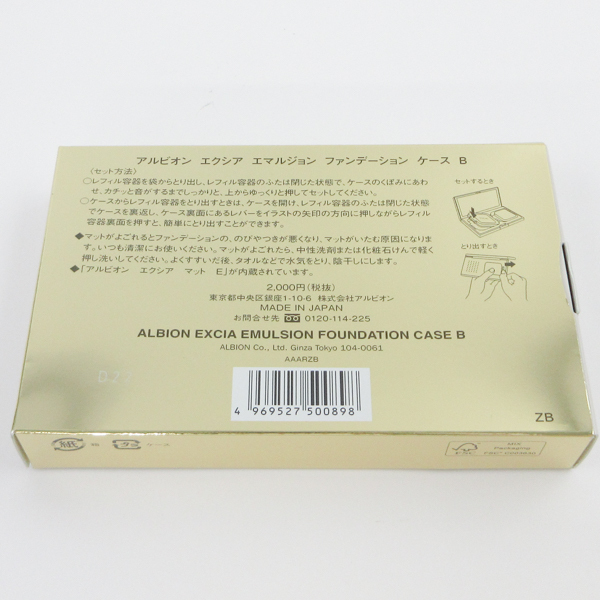 アルビオン エクシア エマルジョン ファンデーション ケース B
〈セット方法〉
○レフィル容器を袋からとり出し、レフィル容器のふたは閉じた状態で、ケースのくぼみにあわ
せ、カチッと音がするまでしっかりと、上からゆっくりと押してセットしてください。
○ケースからレフィル容器をとり出すときは、ケースを開け、レフィル容器のふたは閉じた状態
でケースを裏返し、ケース裏面にあるレバーをイラストの矢印の方向に押しながらレフィル
容器裏面を押すと、簡単にとり出すことができます。
セットするとき
とり出すとき
◆マットがよごれるとファンデーションの、のびやつきが悪くなり、マットがいたむ原因になりま
す。いつも清潔にお使いください。マットがよごれたら、中性洗剤または化粧石けんで軽く
押し洗いしてください。よくすすいだ後、タオルなどで水気をとり、陰干しにします。
◆「アルビオン エクシア マット E」が内蔵されています。
2,000円(税抜)
東京都中央区銀座1-10-6 株式会社アルビオン
MADE IN JAPAN
お問合せ先 0120-114-225
ALBION EXCIA EMULSION FOUNDATION CASE B
ALBION Co., Ltd. Ginza Tokyo 104-0061
AAARZB
4 969527 500898
ZB
紙
箱
プラ
ケース
FSC
MIX
Packaging